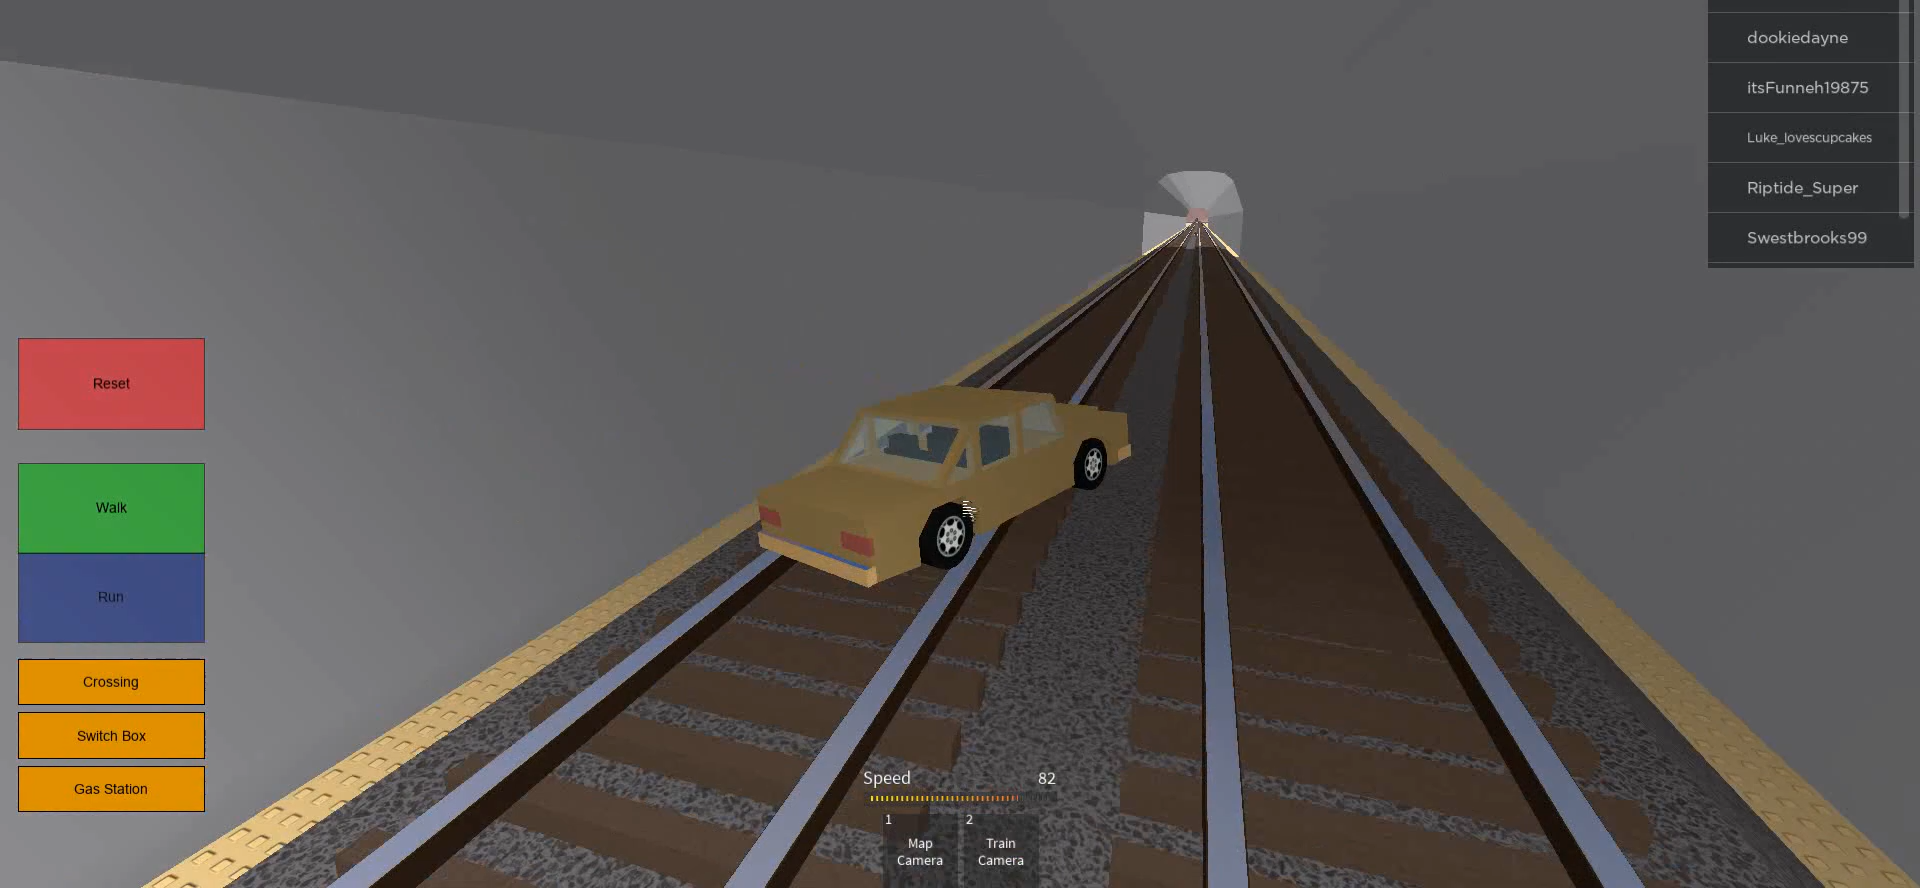 dookiedayne
itsFunneh19875
Luke_lovescupcakes
Riptide_Super
Swestbrooks99
Reset
Walk
Run
Crossing
Switch Box
Gas Station
Speed 82
1 2
Map Camera
Train Camera